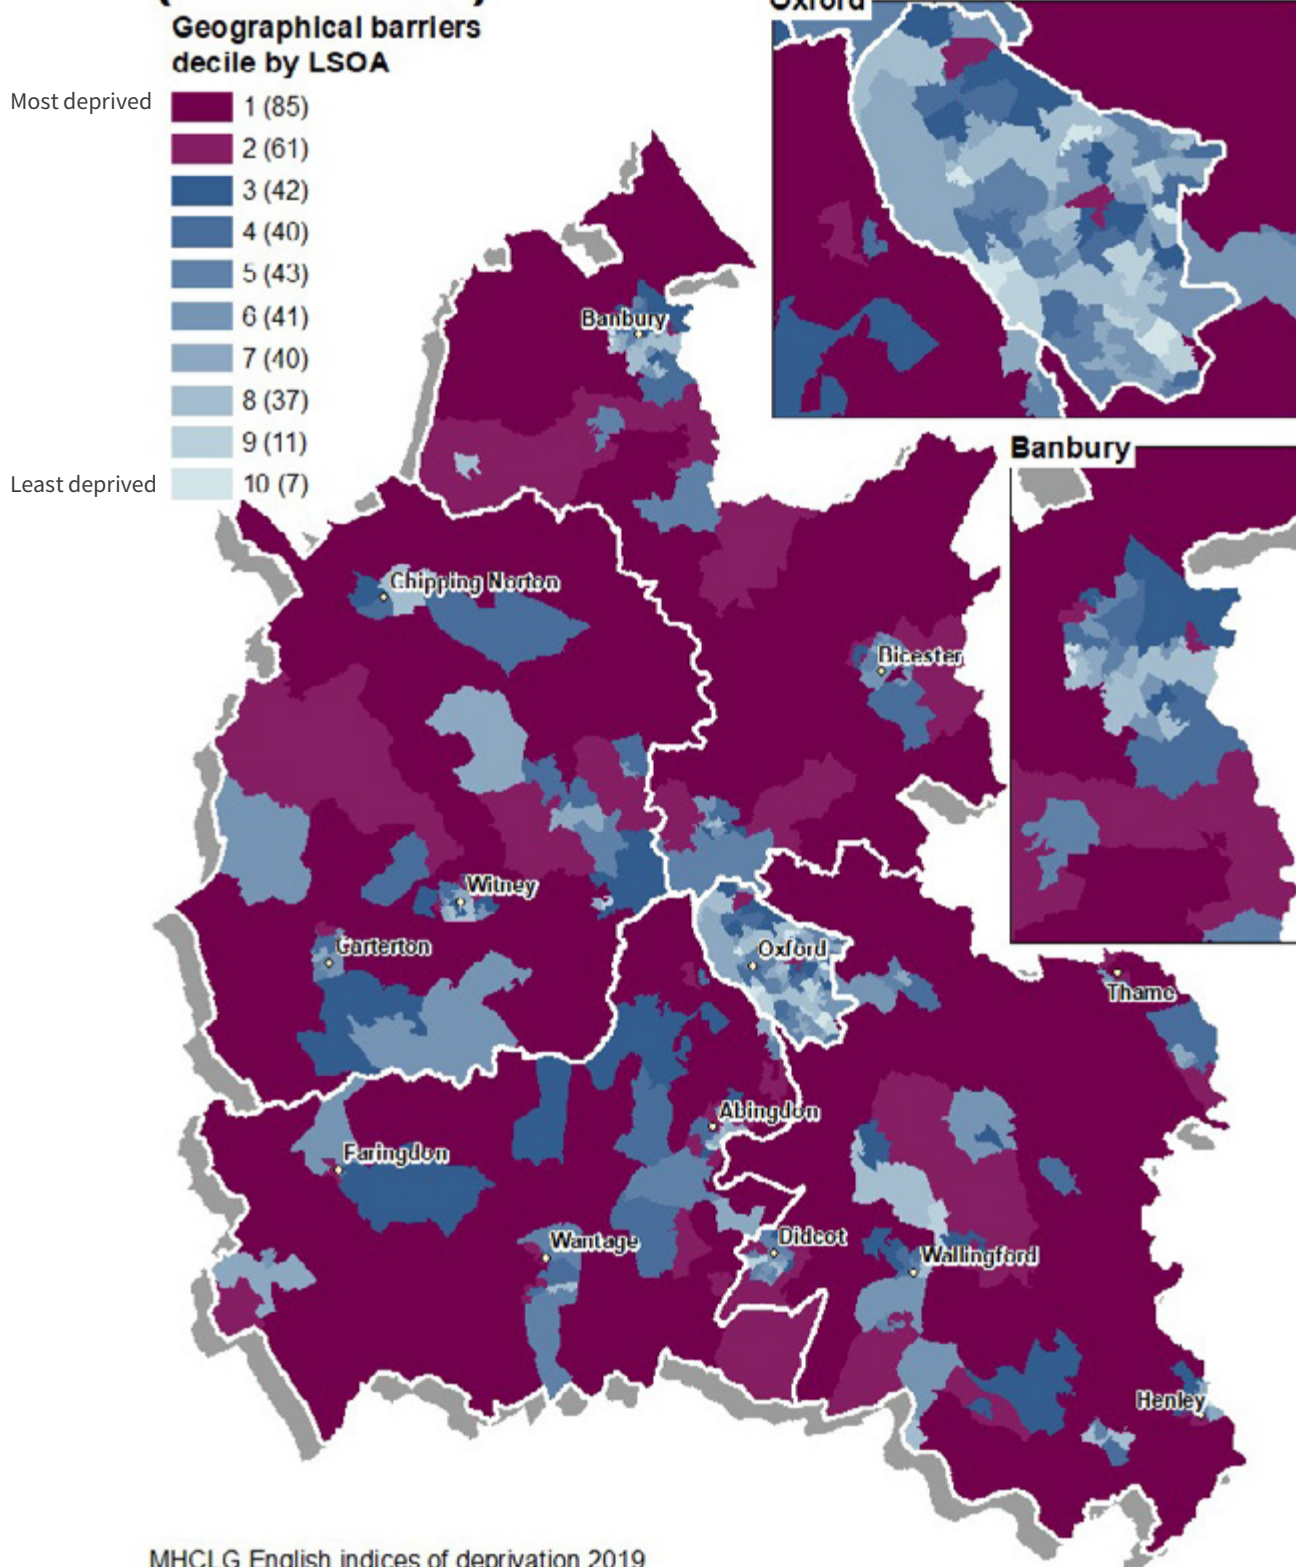 Oxford
Geographical barriers
decile by LSOA
Most deprived
1 (85)
2 (61)
3 (42)
4 (40)
5 (43)
6 (41)
7 (40)
8 (37)
9 (11)
Least deprived
10 (7)
Banbury
Banbury
Chipping Norton
Bicester
Witney
Carterton
Oxford
Thame
Abingdon
Faringdon
Wantage
Didcot
Wallingford
Henley
MHCLG English indices of deprivation 2019